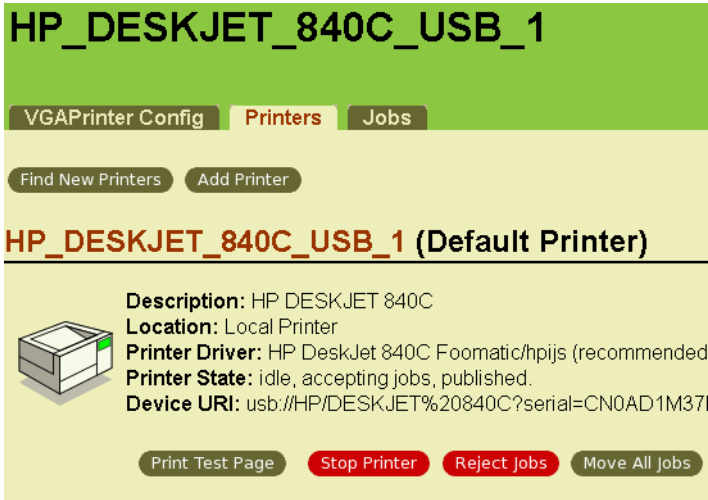 HP_DESKJET_840C_USB_1
VGAPrinter Config Printers Jobs
Find New Printers Add Printer
HP_DESKJET_840C_USB_1 (Default Printer)
Description: HP DESKJET 840C
Location: Local Printer
Printer Driver: HP DeskJet 840C Foomatic/hpijs (recommended
Printer State: idle, accepting jobs, published.
Device URI: usb://HP/DESKJET%20840C?serial=CN0AD1M37
Print Test Page Stop Printer Reject Jobs Move All Jobs